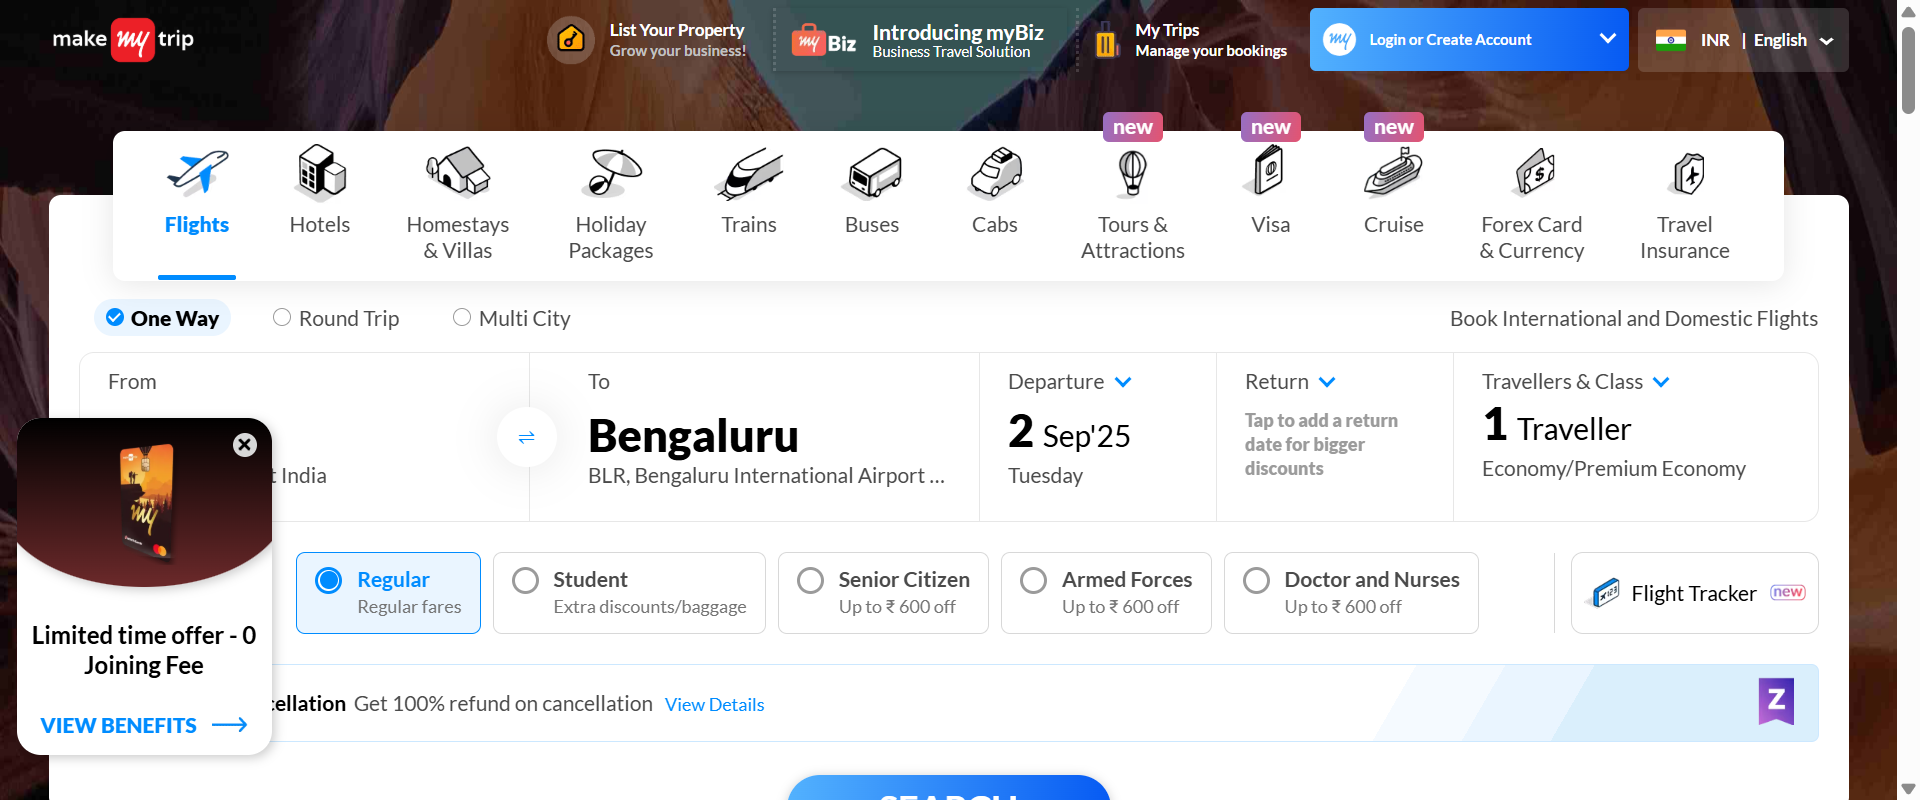 make my trip
List Your Property
Grow your business!
my Biz
Introducing myBiz
Business Travel Solution
My Trips
Manage your bookings
my
Login or Create Account
INR | English
new
new
new
Flights
Hotels
Homestays
& Villas
Holiday
Packages
Trains
Buses
Cabs
Tours &
Attractions
Visa
Cruise
Forex Card
& Currency
Travel
Insurance
One Way
Round Trip
Multi City
Book International and Domestic Flights
From
t India
To
Bengaluru
BLR, Bengaluru International Airport ...
Departure
2 Sep'25
Tuesday
Return
Tap to add a return
date for bigger
discounts
Travellers & Class
1 Traveller
Economy/Premium Economy
my
Limited time offer - 0
Joining Fee
VIEW BENEFITS
Regular
Regular fares
Student
Extra discounts/baggage
Senior Citizen
Up to ₹ 600 off
Armed Forces
Up to ₹ 600 off
Doctor and Nurses
Up to ₹ 600 off
Flight Tracker new
cellation Get 100% refund on cancellation View Details
Z
SEARCH